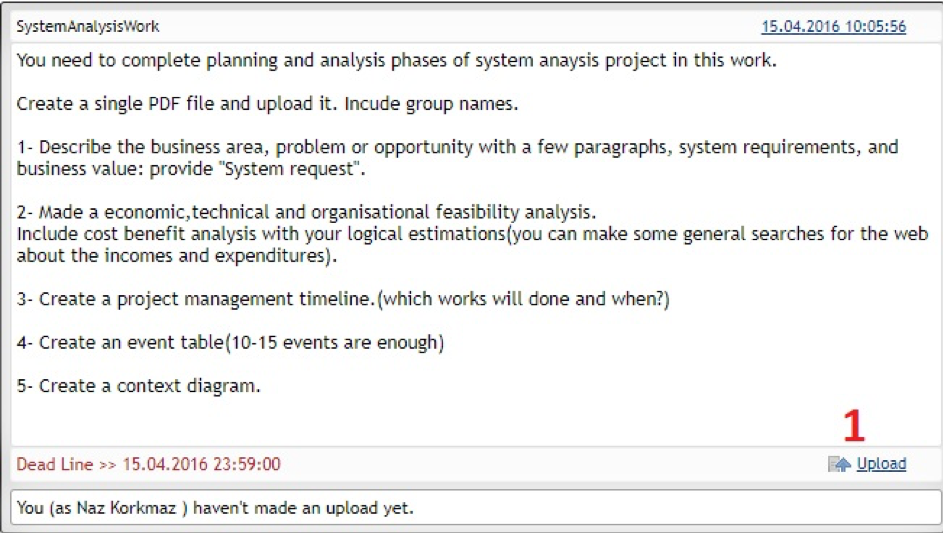 SystemAnalysisWork
15.04.2016 10:05:56
You need to complete planning and analysis phases of system anaysis project in this work.
Create a single PDF file and upload it. Incude group names.
1- Describe the business area, problem or opportunity with a few paragraphs, system requirements, and
business value: provide "System request".
2- Made a economic,technical and organisational feasibility analysis.
Include cost benefit analysis with your logical estimations(you can make some general searches for the web
about the incomes and expenditures).
3- Create a project management timeline.(which works will done and when?)
4- Create an event table(10-15 events are enough)
5- Create a context diagram.
1
Dead Line >> 15.04.2016 23:59:00
Upload
You (as Naz Korkmaz ) haven't made an upload yet.